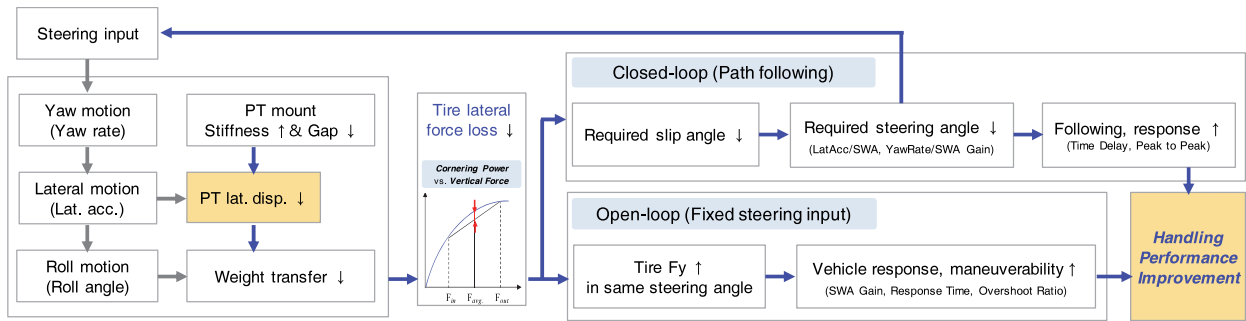 Steering input
Yaw motion
(Yaw rate)
PT mount
Stiffness ↑ & Gap ↓
Lateral motion
(Lat. acc.)
PT lat. disp. ↓
Roll motion
(Roll angle)
Weight transfer ↓
Tire lateral
force loss ↓
Cornering Power
vs. Vertical Force
F_in F_avg. F_out
Closed-loop (Path following)
Required slip angle ↓
Required steering angle ↓
(LatAcc/SWA, YawRate/SWA Gain)
Following, response ↑
(Time Delay, Peak to Peak)
Open-loop (Fixed steering input)
Tire Fy ↑
in same steering angle
Vehicle response, maneuverability ↑
(SWA Gain, Response Time, Overshoot Ratio)
Handling
Performance
Improvement